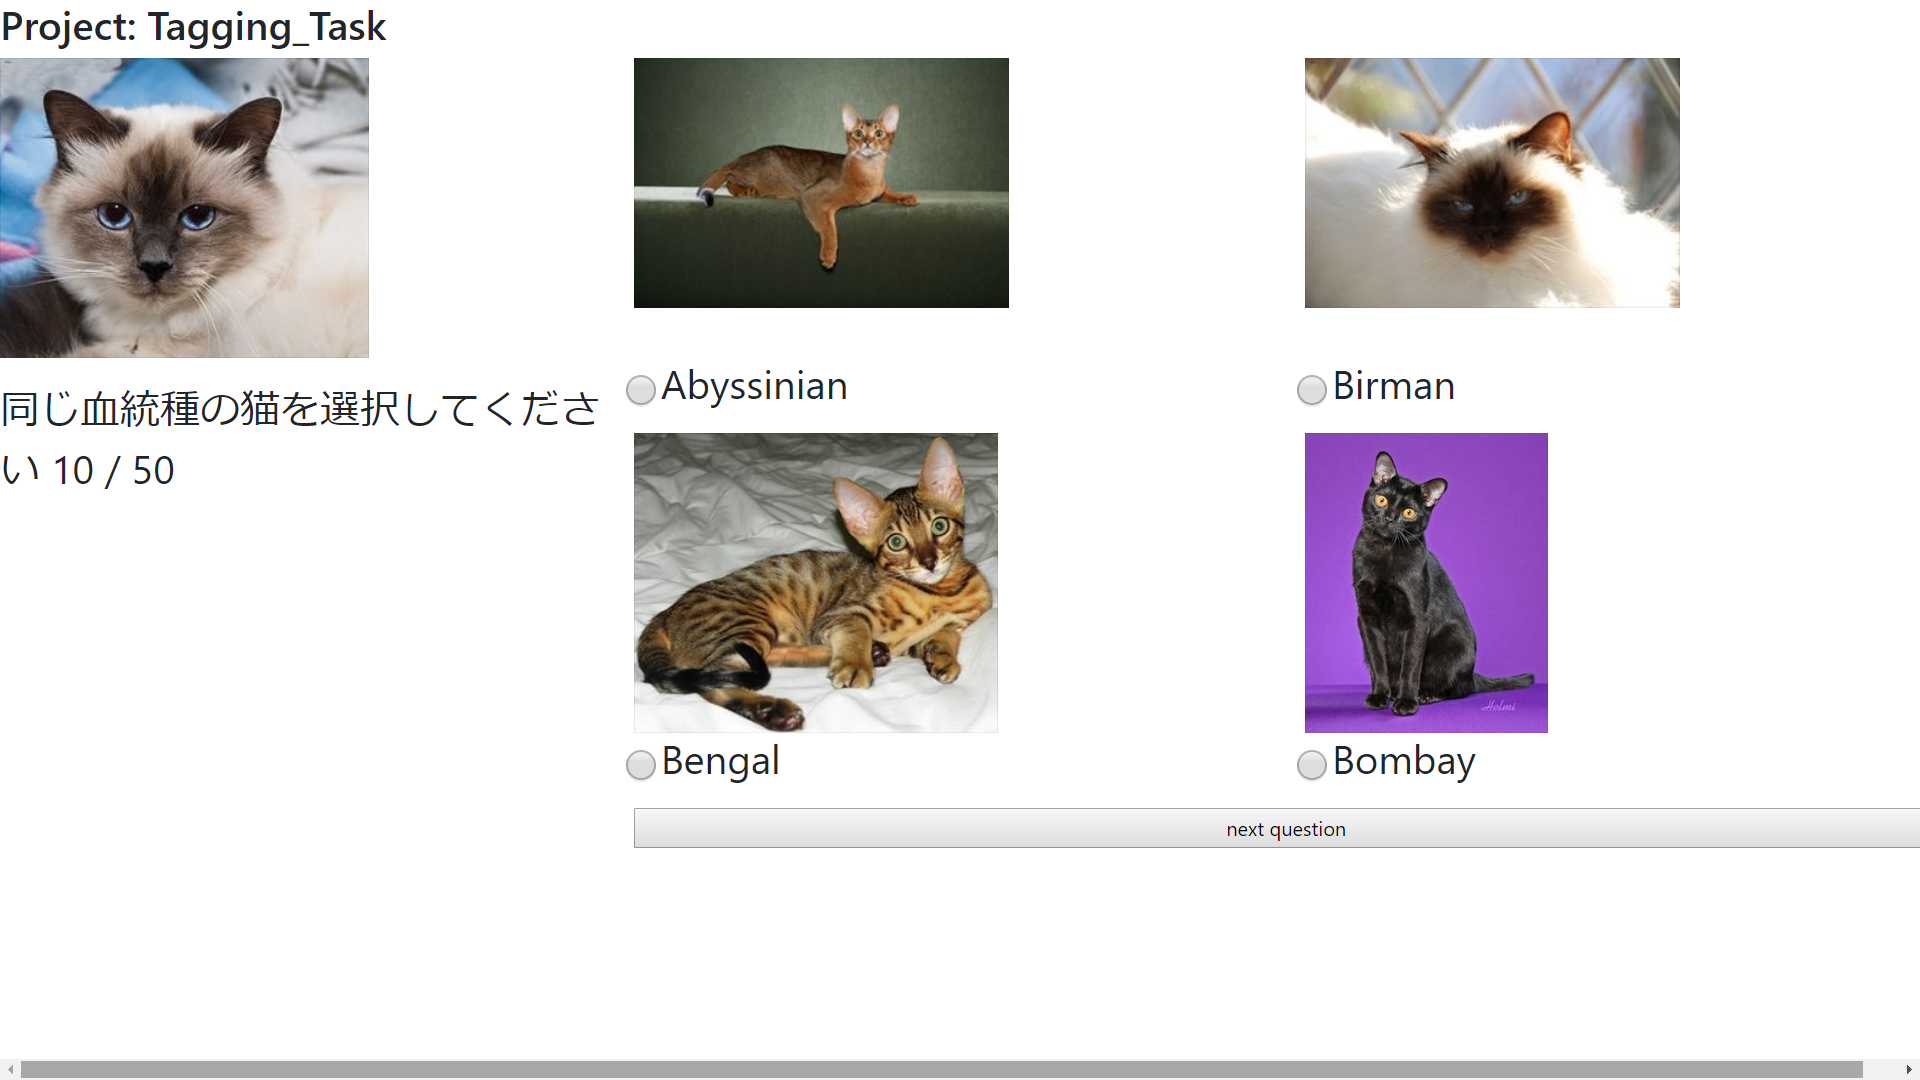 Project: Tagging_Task
同じ血統種の猫を選択してくださ
い 10 / 50
Abyssinian
Birman
Helmi
Bengal
Bombay
next question